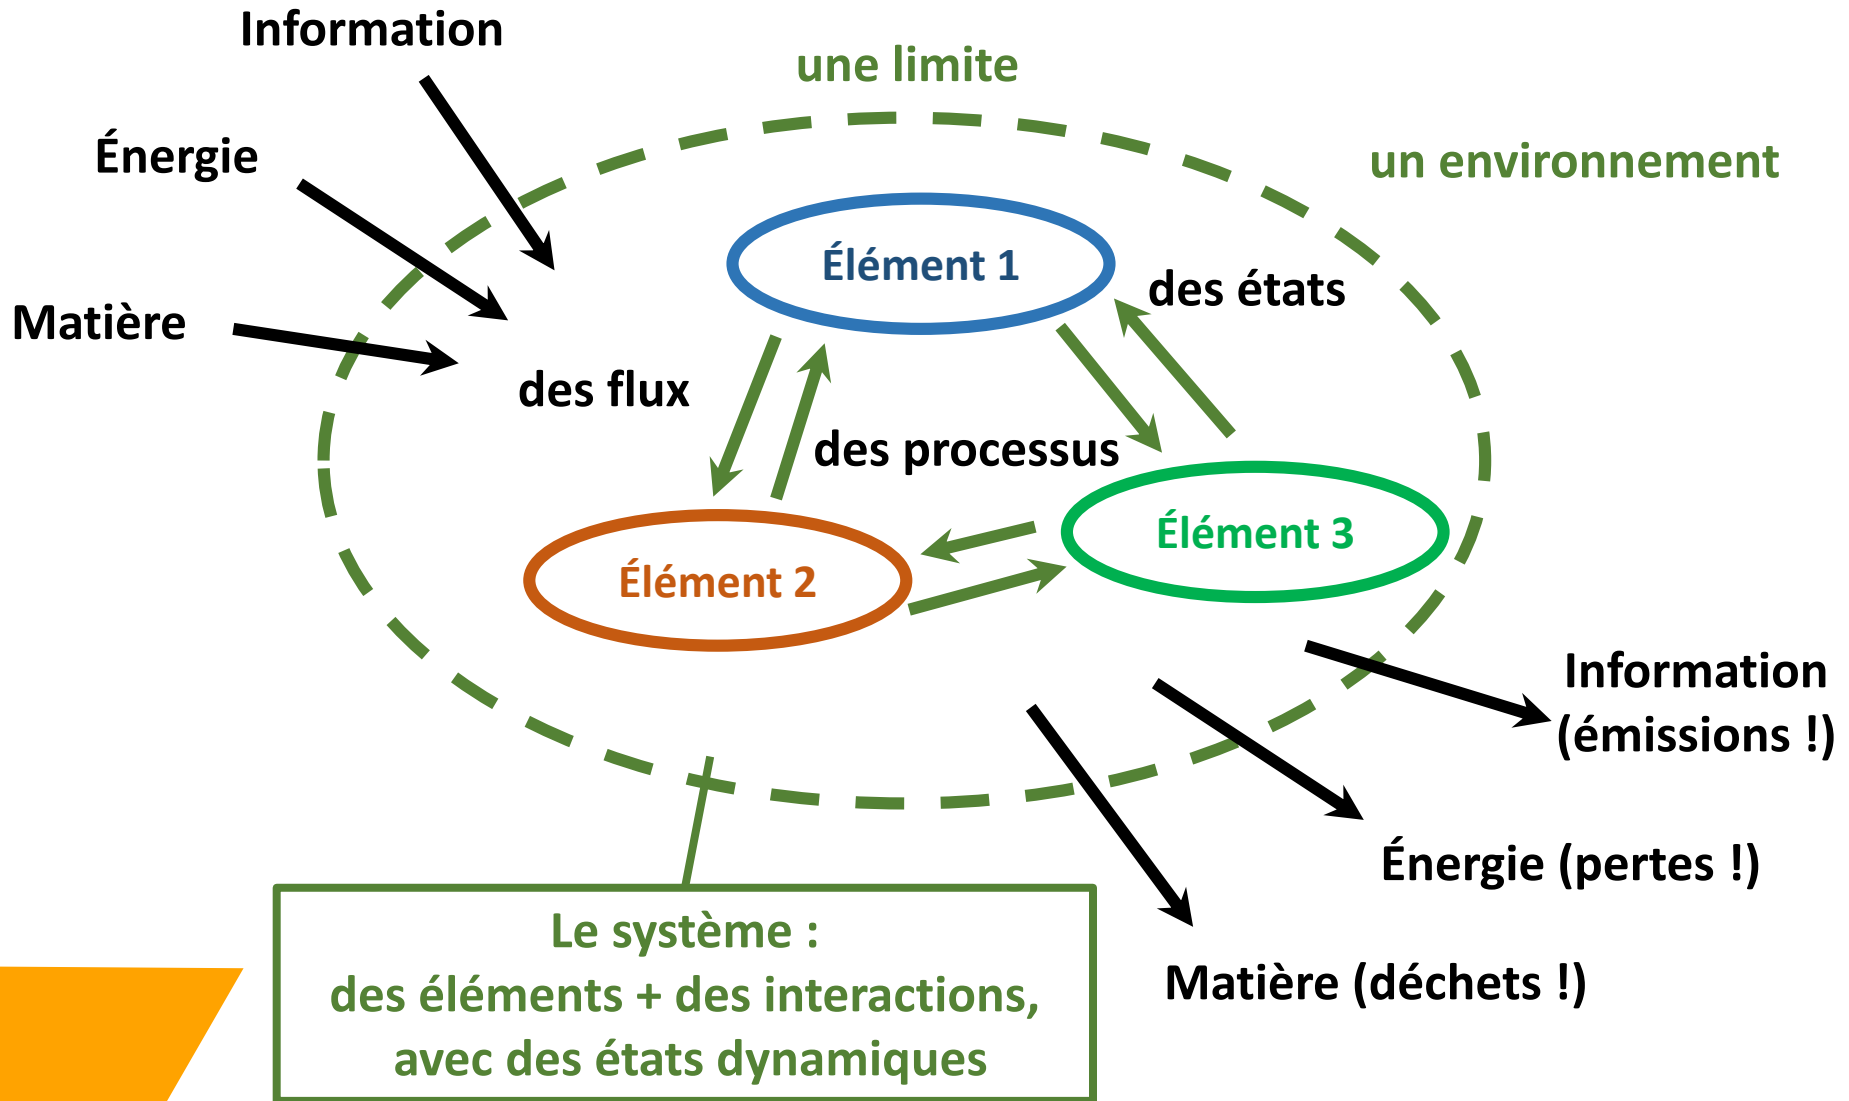 Information
une limite
Énergie
un environnement
Élément 1
des états
Matière
des flux
des processus
Élément 3
Élément 2
Information
(émissions !)
Énergie (pertes !)
Matière (déchets !)
Le système :
des éléments + des interactions,
avec des états dynamiques